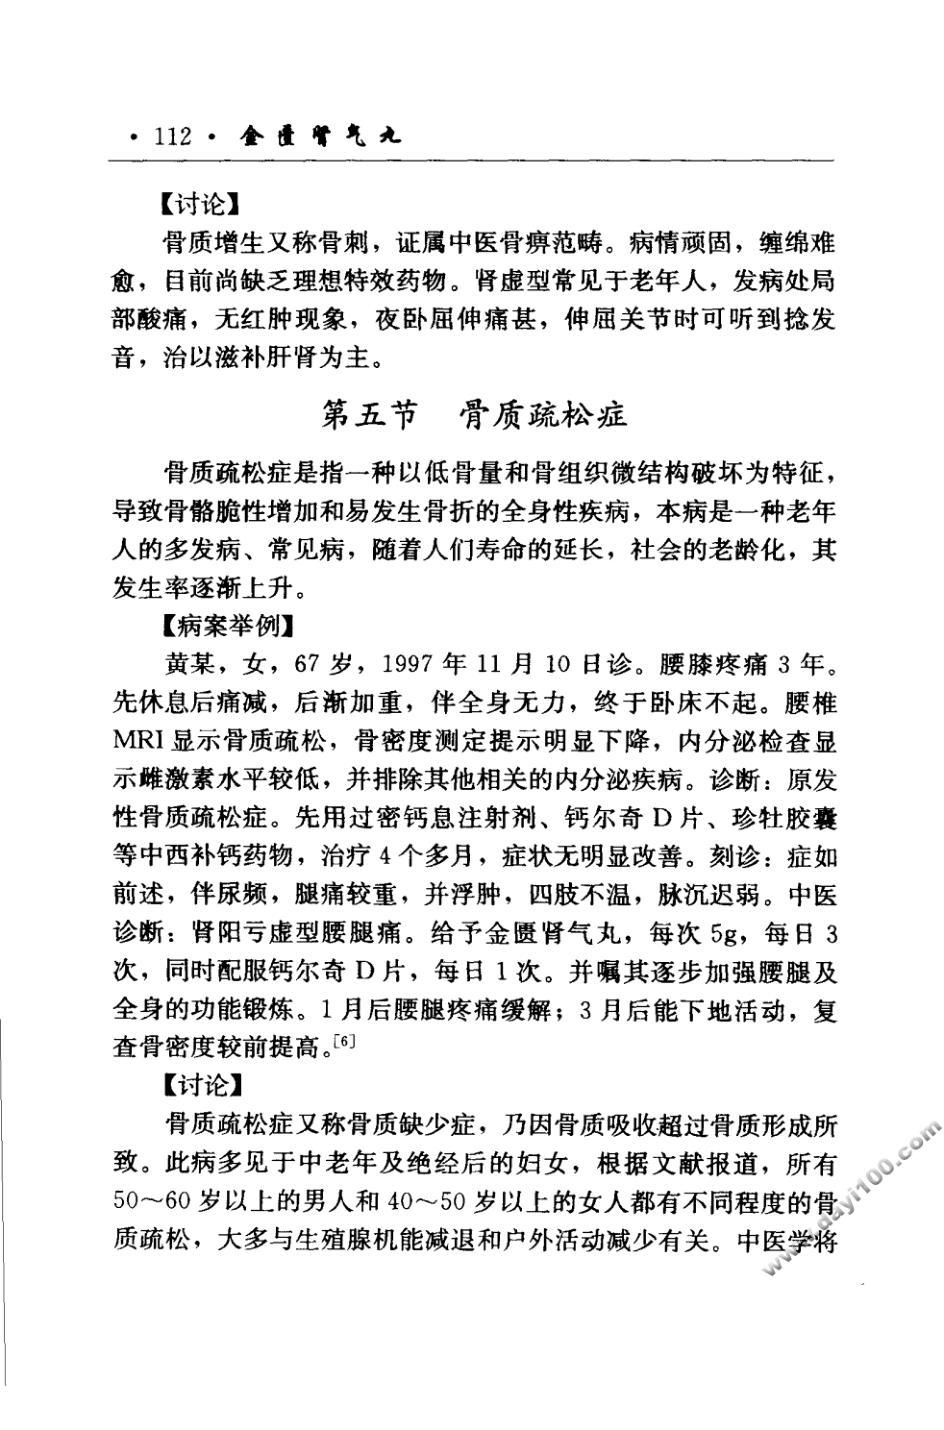 · 112 · 金匮肾气丸
【讨论】
骨质增生又称骨刺，证属中医骨痹范畴。病情顽固，缠绵难
愈，目前尚缺乏理想特效药物。肾虚型常见于老年人，发病处局
部酸痛，无红肿现象，夜卧屈伸痛甚，伸屈关节时可听到捻发
音，治以滋补肝肾为主。
第五节　骨质疏松症
骨质疏松症是指一种以低骨量和骨组织微结构破坏为特征，
导致骨骼脆性增加和易发生骨折的全身性疾病，本病是一种老年
人的多发病、常见病，随着人们寿命的延长，社会的老龄化，其
发生率逐渐上升。
【病案举例】
黄某，女，67 岁，1997 年 11 月 10 日诊。腰膝疼痛 3 年。
先休息后痛减，后渐加重，伴全身无力，终于卧床不起。腰椎
MRI 显示骨质疏松，骨密度测定提示明显下降，内分泌检查显
示雌激素水平较低，并排除其他相关的内分泌疾病。诊断：原发
性骨质疏松症。先用过密钙息注射剂、钙尔奇 D 片、珍牡胶囊
等中西补钙药物，治疗 4 个多月，症状无明显改善。刻诊：症如
前述，伴尿频，腿痛较重，并浮肿，四肢不温，脉沉迟弱。中医
诊断：肾阳亏虚型腰腿痛。给予金匮肾气丸，每次 5g，每日 3
次，同时配服钙尔奇 D 片，每日 1 次。并嘱其逐步加强腰腿及
全身的功能锻炼。1 月后腰腿疼痛缓解；3 月后能下地活动，复
查骨密度较前提高。[6]
【讨论】
骨质疏松症又称骨质缺少症，乃因骨质吸收超过骨质形成所
致。此病多见于中老年及绝经后的妇女，根据文献报道，所有
50～60 岁以上的男人和 40～50 岁以上的女人都有不同程度的骨
质疏松，大多与生殖腺机能减退和户外活动减少有关。中医学将
www.dayi100.com